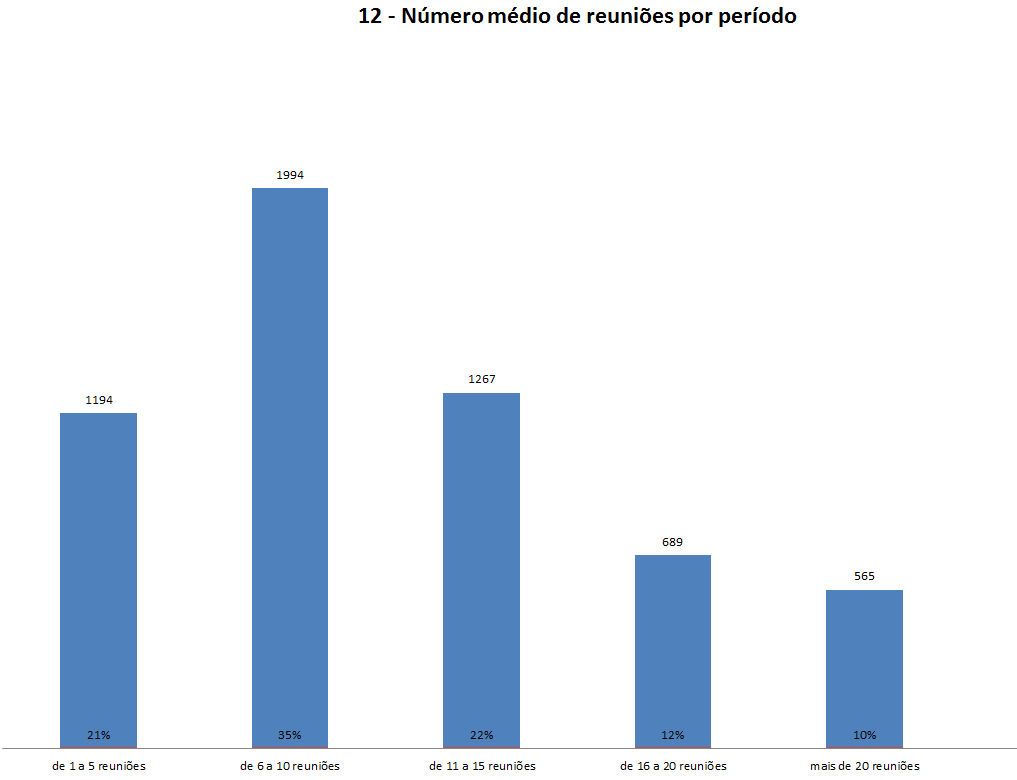 12 - Número médio de reuniões por período
1994
1267
1194
689
565
21%
35%
22%
12%
10%
de 1 a 5 reuniões
de 6 a 10 reuniões
de 11 a 15 reuniões
de 16 a 20 reuniões
mais de 20 reuniões